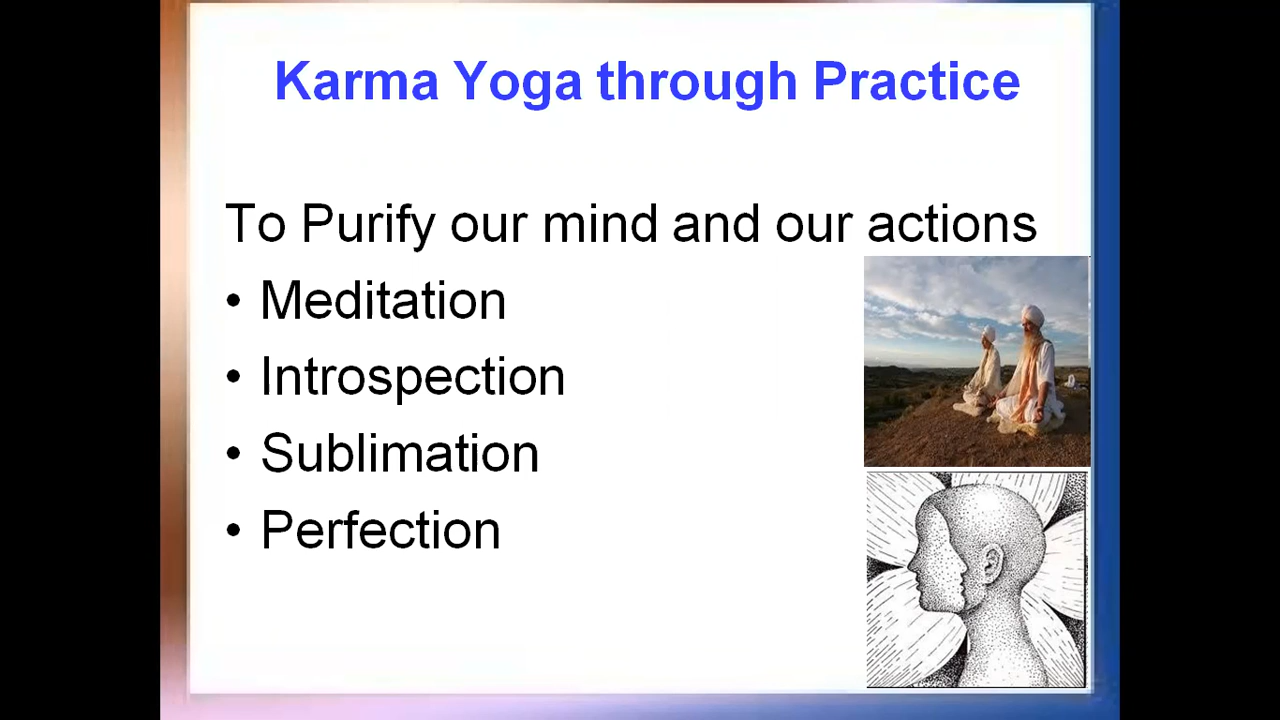 Karma Yoga through Practice
To Purify our mind and our actions
• Meditation
• Introspection
• Sublimation
• Perfection